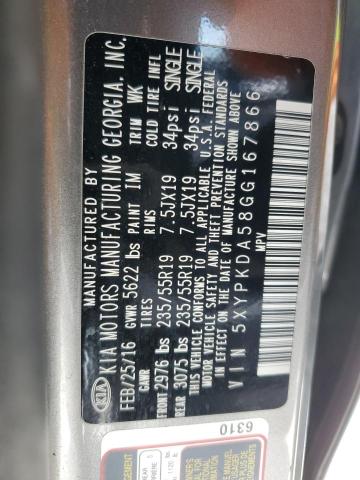 MANUFACTURED BY
KIA MOTORS MANUFACTURING GEORGIA, INC.
KIA
FEB/25/16 GVWR 5622 lbs PAINT IM TRIM WK
GAWR TIRES RIMS COLD TIRE INFL
FRONT 2976 lbs 235/55R19 7.5JX19 34psi SINGLE
REAR 3075 lbs 235/55R19 7.5JX19 34psi SINGLE
THIS VEHICLE CONFORMS TO ALL APPLICABLE U.S.A. FEDERAL
MOTOR VEHICLE SAFETY AND THEFT PREVENTION STANDARDS
IN EFFECT ON THE DATE OF MANUFACTURE SHOWN ABOVE
VIN 5XYPKDA58GG167866
MPV
6310